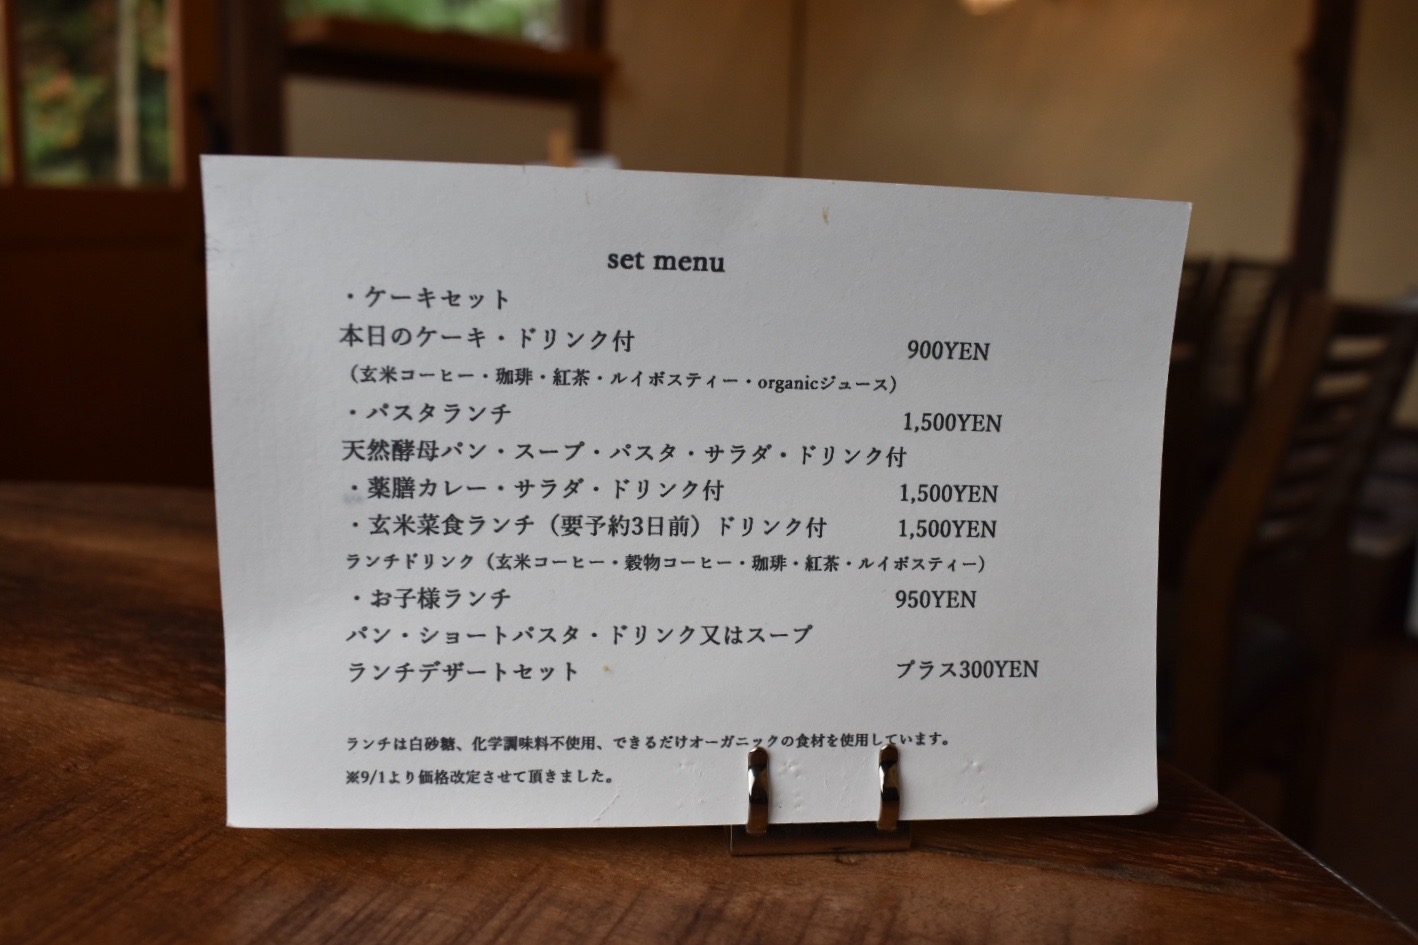 set menu
・ケーキセット
本日のケーキ・ドリンク付 900YEN
（玄米コーヒー・珈琲・紅茶・ルイボスティー・organicジュース）
・パスタランチ 1,500YEN
天然酵母パン・スープ・パスタ・サラダ・ドリンク付
・薬膳カレー・サラダ・ドリンク付 1,500YEN
・玄米菜食ランチ（要予約3日前）ドリンク付 1,500YEN
ランチドリンク（玄米コーヒー・穀物コーヒー・珈琲・紅茶・ルイボスティー）
・お子様ランチ 950YEN
パン・ショートパスタ・ドリンク又はスープ
ランチデザートセット プラス300YEN
ランチは白砂糖、化学調味料不使用、できるだけオーガニックの食材を使用しています。
※9/1より価格改定させて頂きました。